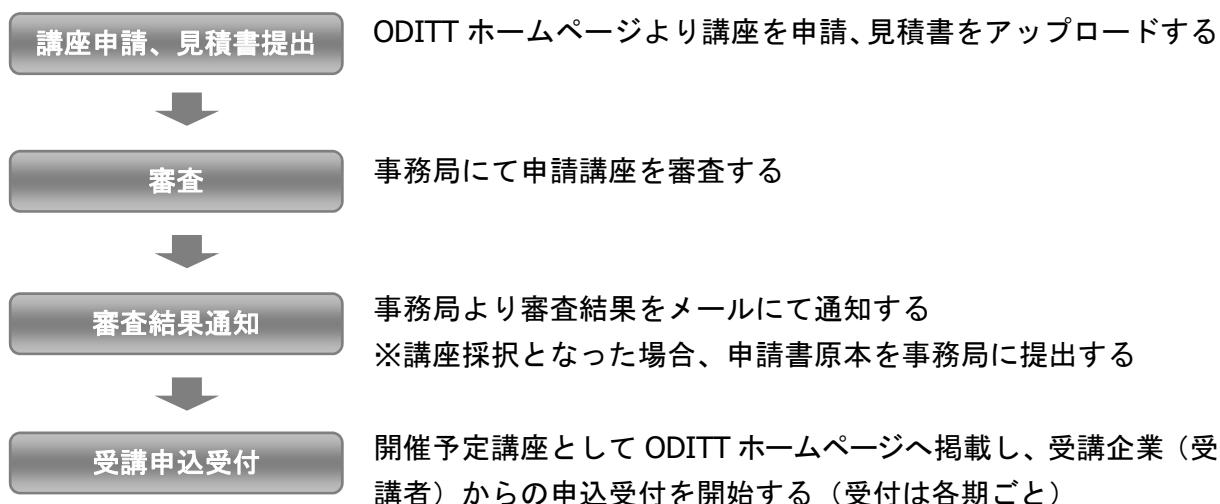 講座申請、見積書提出
ODITT ホームページより講座を申請、見積書をアップロードする
審査
事務局にて申請講座を審査する
審査結果通知
事務局より審査結果をメールにて通知する
※講座採択となった場合、申請書原本を事務局に提出する
受講申込受付
開催予定講座として ODITT ホームページへ掲載し、受講企業（受
講者）からの申込受付を開始する（受付は各期ごと）